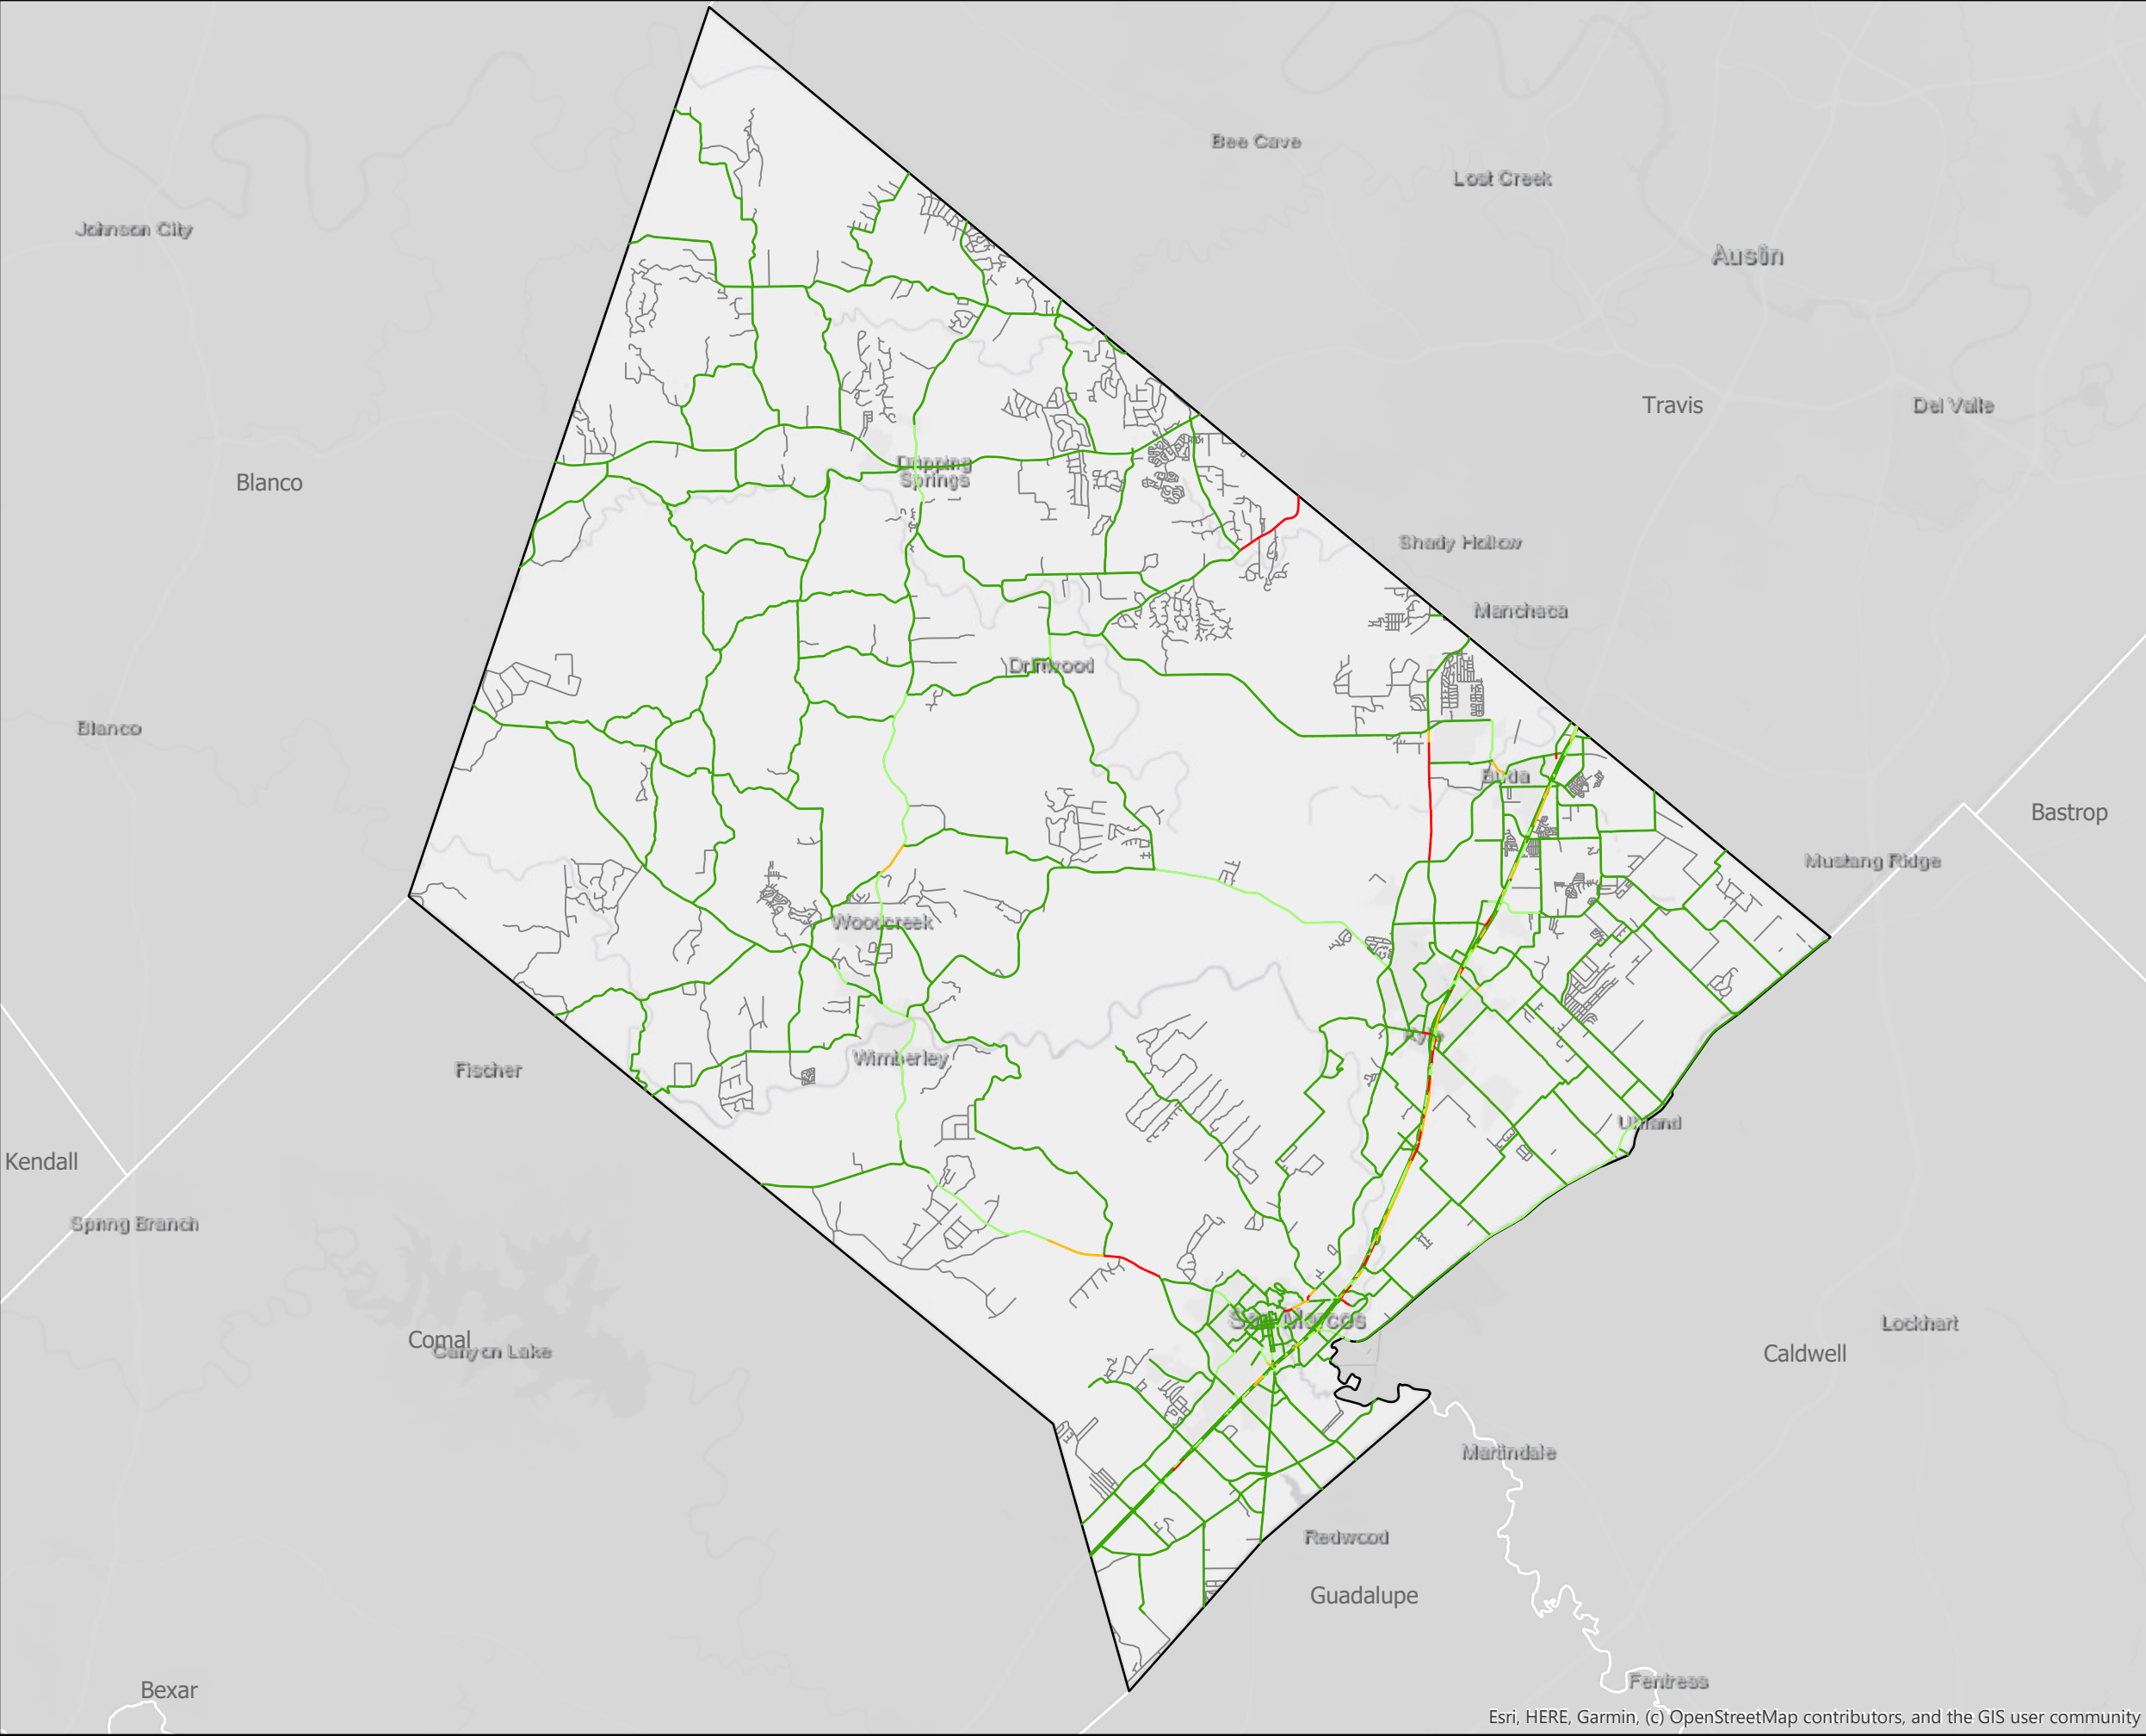 Bee Cave
Lost Creek
Johnson City
Austin
Travis
Del Valle
Dripping
Springs
Blanco
Shady Hollow
Manchaca
Driftwood
Blanco
Buda
Bastrop
Mustang Ridge
Woodcreek
Kyle
Wimberley
Fischer
Uhland
Kendall
Spring Branch
San Marcos
Lockhart
Comal
Canyon Lake
Caldwell
Martindale
Redwood
Guadalupe
Fentress
Bexar
Esri, HERE, Garmin, (c) OpenStreetMap contributors, and the GIS user community